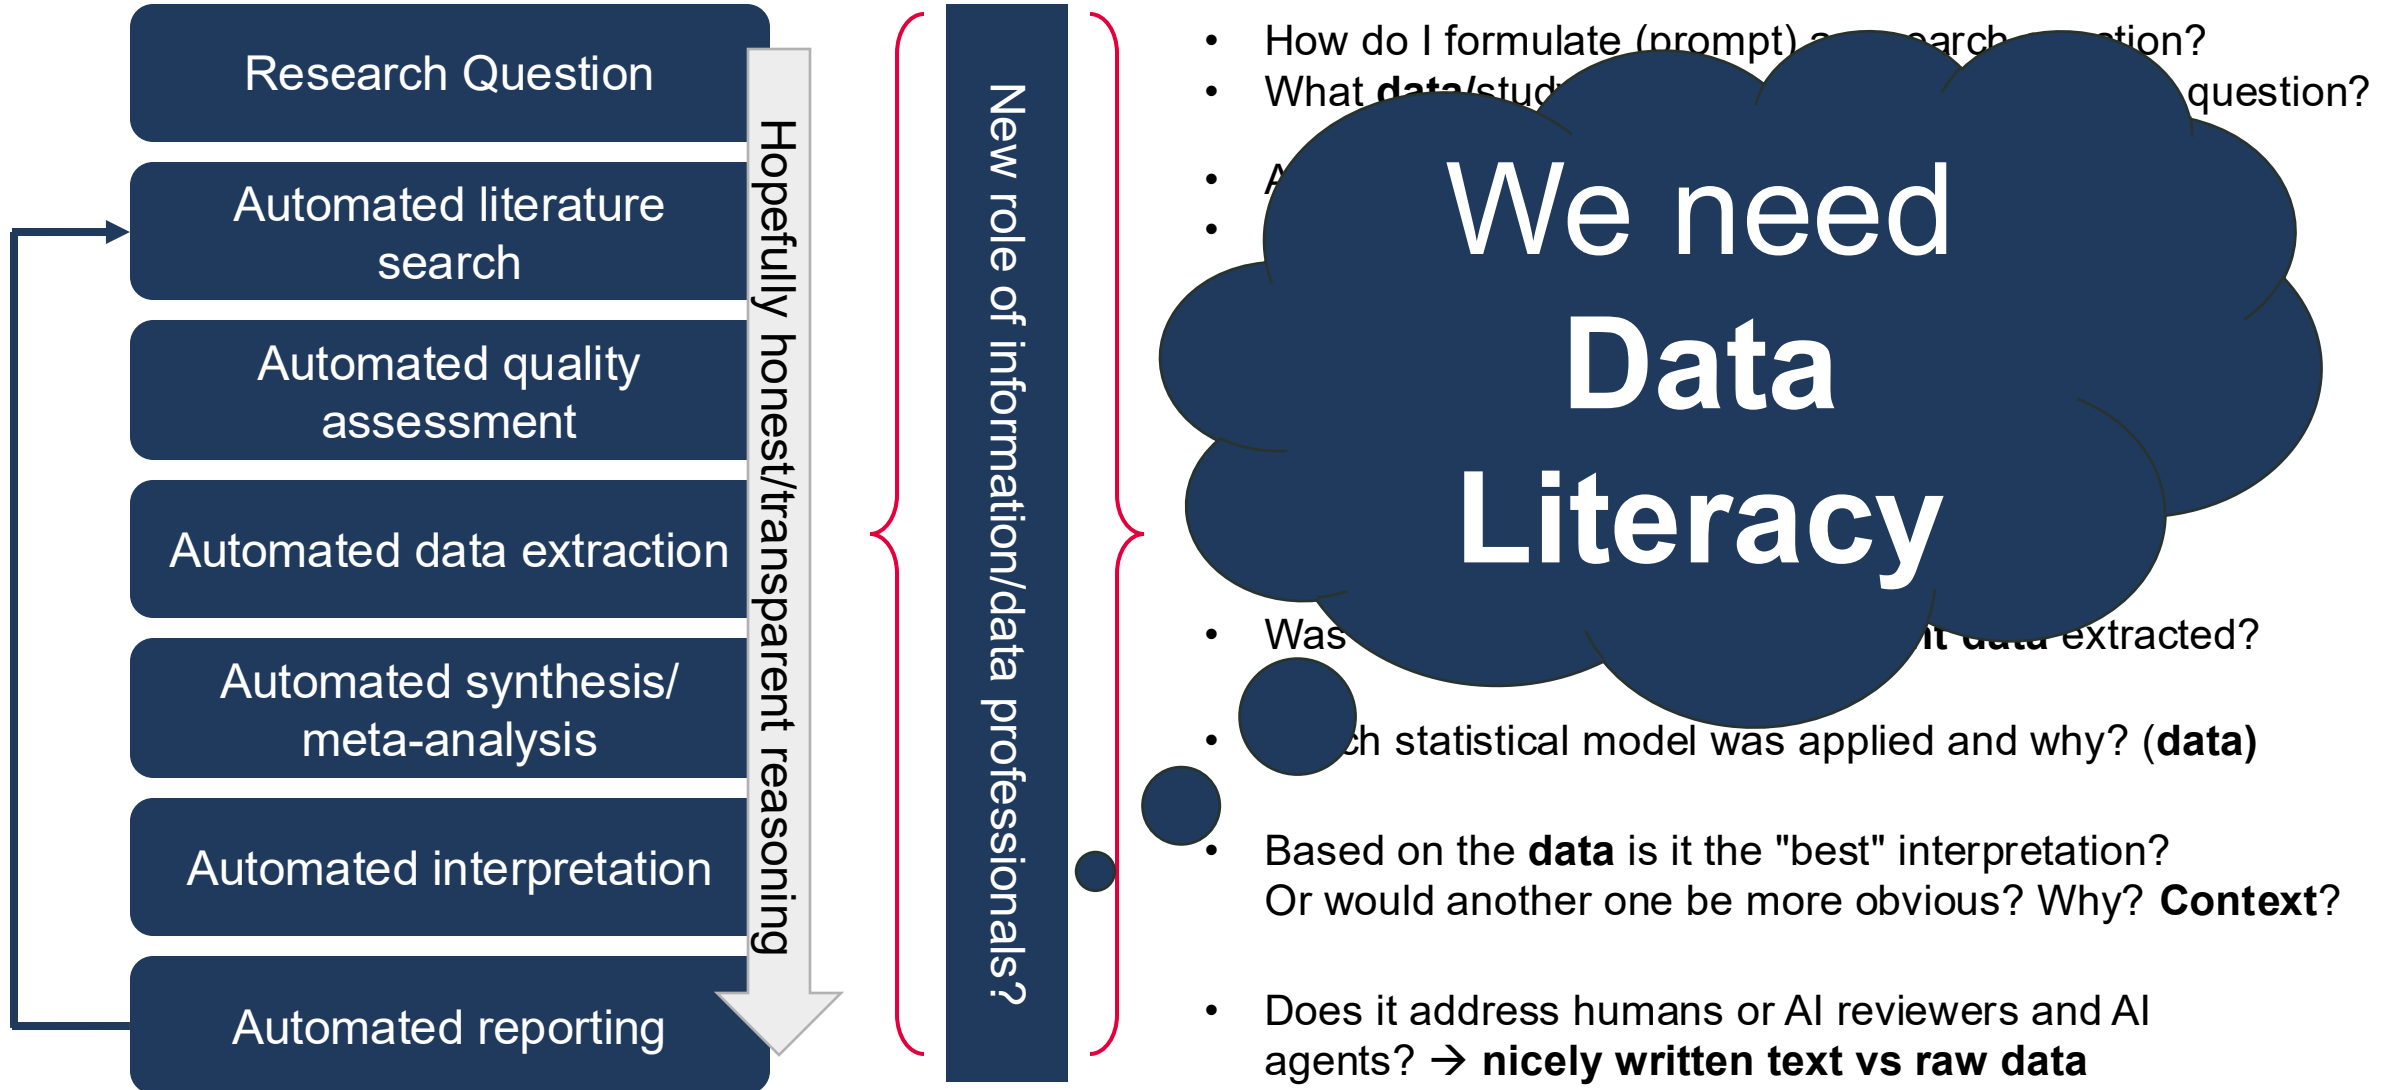 Research Question
Automated literature
search
Automated quality
assessment
Automated data extraction
Automated synthesis/
meta-analysis
Automated interpretation
Automated reporting
Hopefully honest/transparent reasoning
New role of information/data professionals?
• How do I formulate (prompt) a question?
• What data/ question?
•
•
We need
Data
Literacy
• Was data extracted?
• statistical model was applied and why? (data)
• Based on the data is it the "best" interpretation?
Or would another one be more obvious? Why? Context?
• Does it address humans or AI reviewers and AI
agents? → nicely written text vs raw data